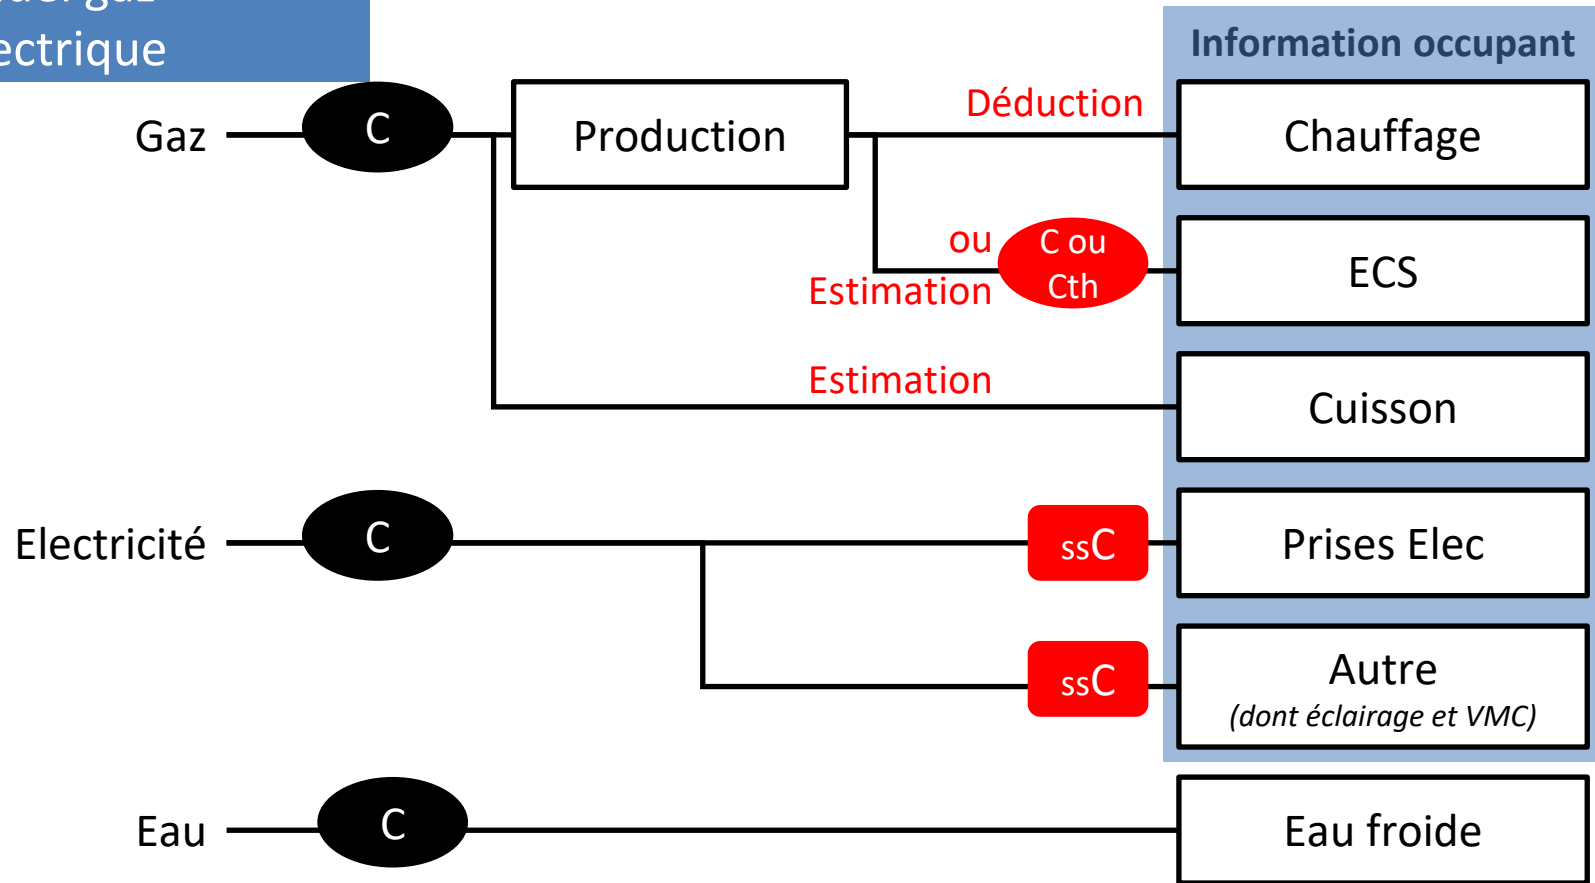 gaz
Information occupant
Gaz
C
Production
Déduction
Chauffage
ou
Estimation
C ou
Cth
ECS
Estimation
Cuisson
Electricité
C
ssC
Prises Elec
ssC
Autre
(dont éclairage et VMC)
Eau
C
Eau froide